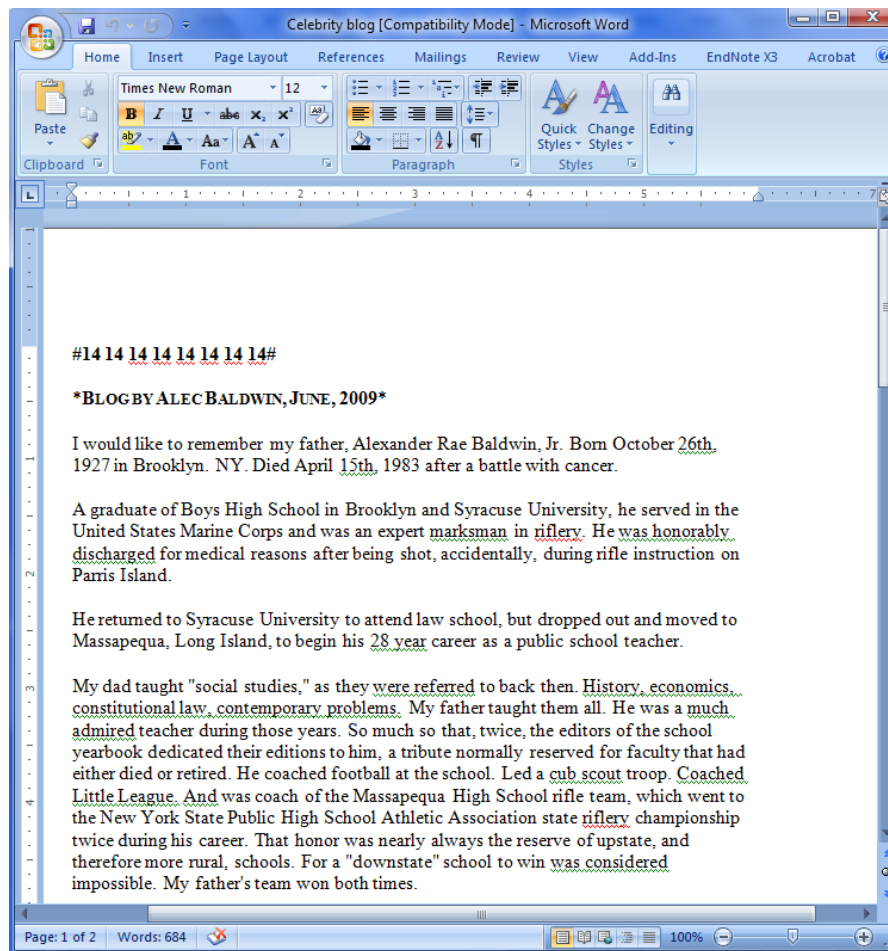 Celebrity blog [Compatibility Mode] - Microsoft Word
Home Insert Page Layout References Mailings Review View Add-Ins EndNote X3 Acrobat
Times New Roman 12
B I U abe X₂ X²
Paste
ab A Aa A A
Quick Styles
Change Styles
Editing
Clipboard Font Paragraph Styles
1 2 3 4 5 7
#14 14 14 14 14 14 14 14#
*BLOG BY ALEC BALDWIN, JUNE, 2009*
I would like to remember my father, Alexander Rae Baldwin, Jr. Born October 26th,
1927 in Brooklyn. NY. Died April 15th, 1983 after a battle with cancer.
A graduate of Boys High School in Brooklyn and Syracuse University, he served in the
United States Marine Corps and was an expert marksman in riflery. He was honorably
discharged for medical reasons after being shot, accidentally, during rifle instruction on
Parris Island.
He returned to Syracuse University to attend law school, but dropped out and moved to
Massapequa, Long Island, to begin his 28 year career as a public school teacher.
My dad taught "social studies," as they were referred to back then. History, economics,
constitutional law, contemporary problems. My father taught them all. He was a much
admired teacher during those years. So much so that, twice, the editors of the school
yearbook dedicated their editions to him, a tribute normally reserved for faculty that had
either died or retired. He coached football at the school. Led a cub scout troop. Coached
Little League. And was coach of the Massapequa High School rifle team, which went to
the New York State Public High School Athletic Association state riflery championship
twice during his career. That honor was nearly always the reserve of upstate, and
therefore more rural, schools. For a "downstate" school to win was considered
impossible. My father's team won both times.
Page: 1 of 2 Words: 684 100%